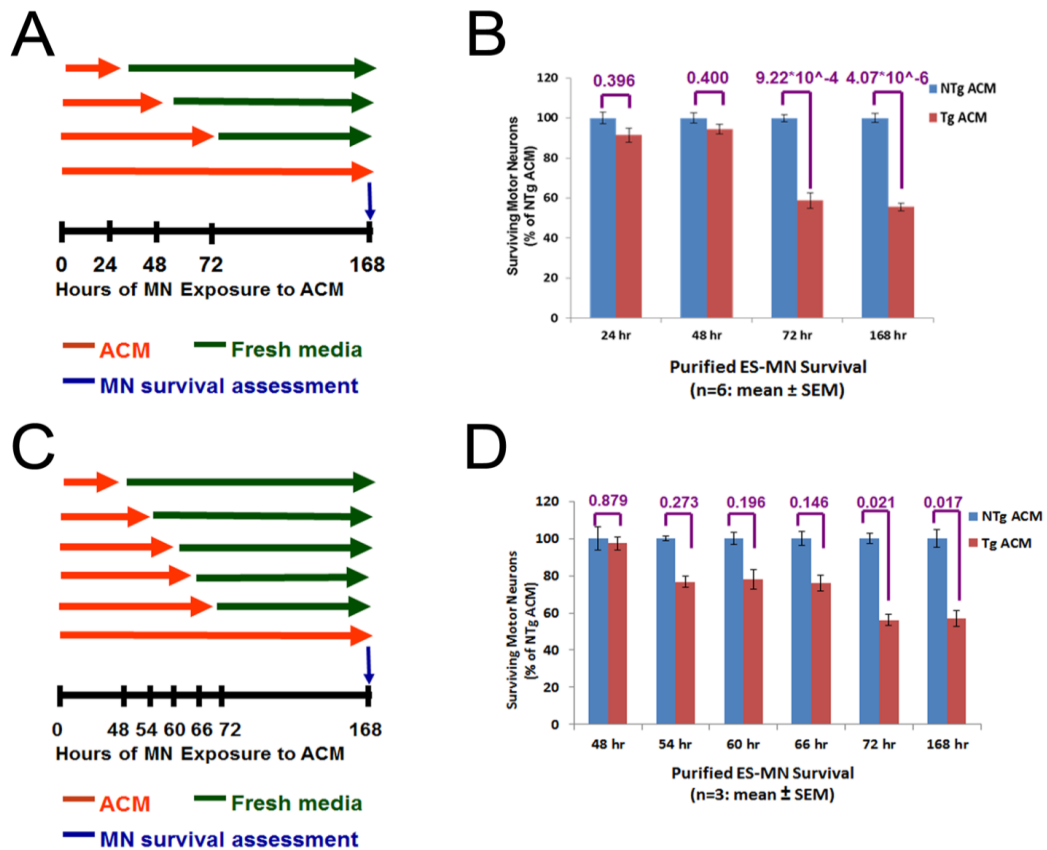 A
0 24 48 72 168
Hours of MN Exposure to ACM
ACM Fresh media
MN survival assessment
B
0.396 0.400 9.22*10^-4 4.07*10^-6
NTg ACM
Tg ACM
120
100
80
60
40
20
0
Surviving Motor Neurons
(% of NTg ACM)
24 hr 48 hr 72 hr 168 hr
Purified ES-MN Survival
(n=6: mean ± SEM)
C
0 48 54 60 66 72 168
Hours of MN Exposure to ACM
ACM Fresh media
MN survival assessment
D
0.879 0.273 0.196 0.146 0.021 0.017
NTg ACM
Tg ACM
120
100
80
60
40
20
0
Surviving Motor Neurons
(% of NTg ACM)
48 hr 54 hr 60 hr 66 hr 72 hr 168 hr
Purified ES-MN Survival
(n=3: mean ± SEM)